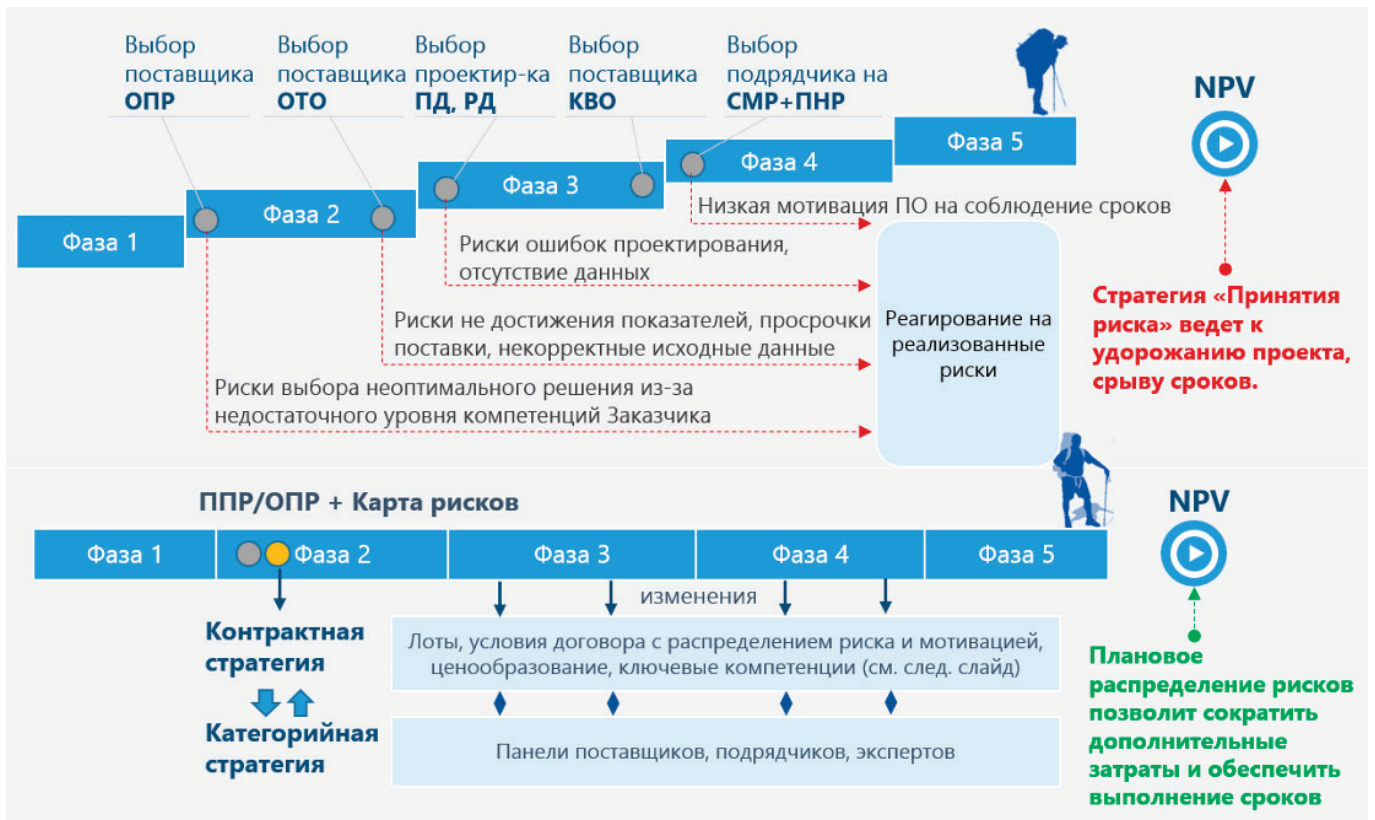 Выбор
поставщика
ОПР
Выбор
поставщика
ОТО
Выбор
проектир-ка
ПД, РД
Выбор
поставщика
КВО
Выбор
подрядчика на
СМР+ПНР
NPV
Фаза 1
Фаза 2
Фаза 3
Фаза 4
Фаза 5
Низкая мотивация ПО на соблюдение сроков
Риски ошибок проектирования,
отсутствие данных
Риски не достижения показателей, просрочки
поставки, некорректные исходные данные
Риски выбора неоптимального решения из-за
недостаточного уровня компетенций Заказчика
Реагирование на
реализованные
риски
Стратегия «Принятия
риска» ведет к
удорожанию проекта,
срыву сроков.
ППР/ОПР + Карта рисков
NPV
Фаза 1
Фаза 2
Фаза 3
Фаза 4
Фаза 5
изменения
Контрактная
стратегия
Лоты, условия договора с распределением риска и мотивацией,
ценообразование, ключевые компетенции (см. след. слайд)
Категорийная
стратегия
Панели поставщиков, подрядчиков, экспертов
Плановое
распределение рисков
позволит сократить
дополнительные
затраты и обеспечить
выполнение сроков